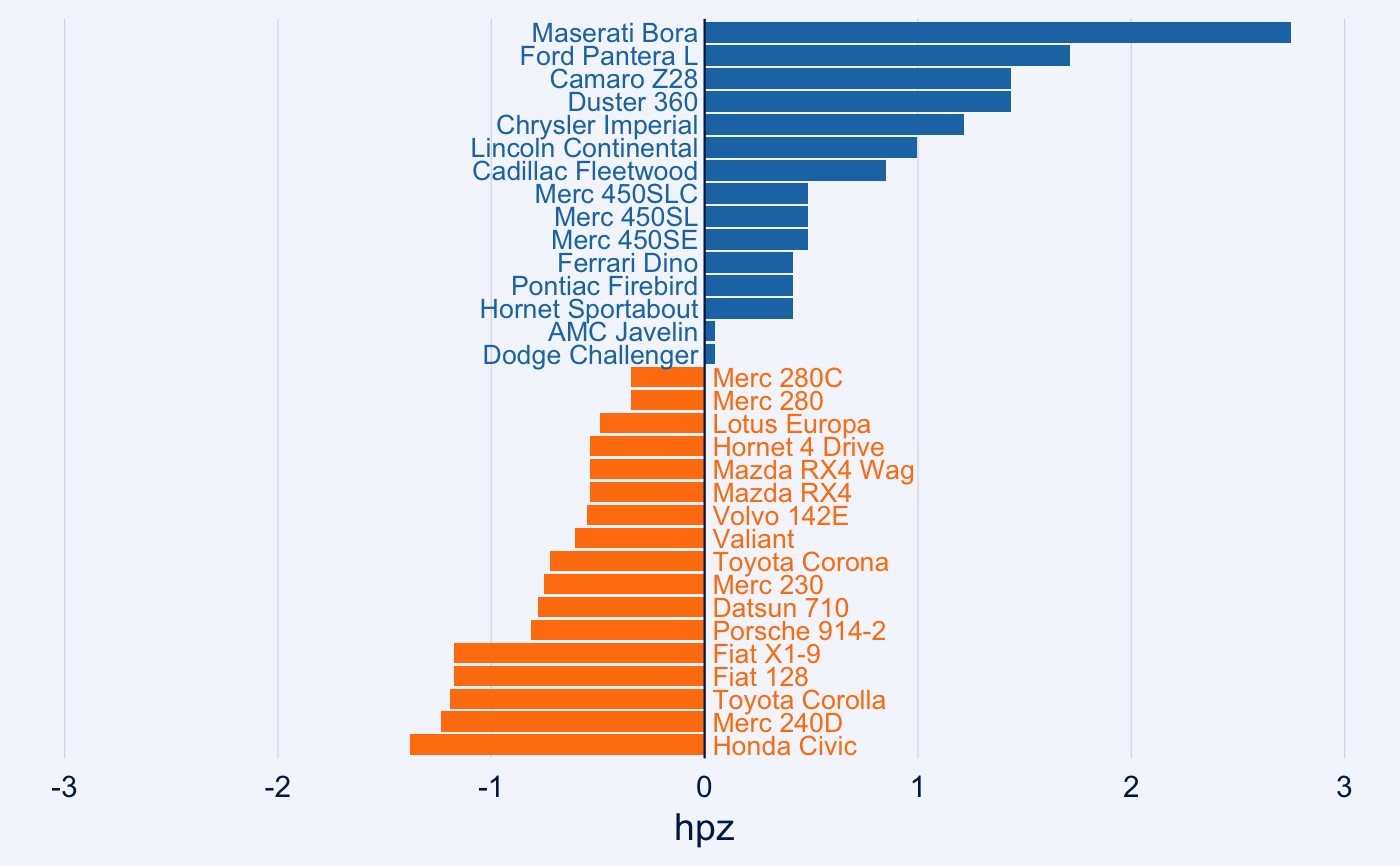 Maserati Bora
Ford Pantera L
Camaro Z28
Duster 360
Chrysler Imperial
Lincoln Continental
Cadillac Fleetwood
Merc 450SLC
Merc 450SL
Merc 450SE
Ferrari Dino
Pontiac Firebird
Hornet Sportabout
AMC Javelin
Dodge Challenger
Merc 280C
Merc 280
Lotus Europa
Hornet 4 Drive
Mazda RX4 Wag
Mazda RX4
Volvo 142E
Valiant
Toyota Corona
Merc 230
Datsun 710
Porsche 914-2
Fiat X1-9
Fiat 128
Toyota Corolla
Merc 240D
Honda Civic
-3 -2 -1 0 1 2 3
hpz